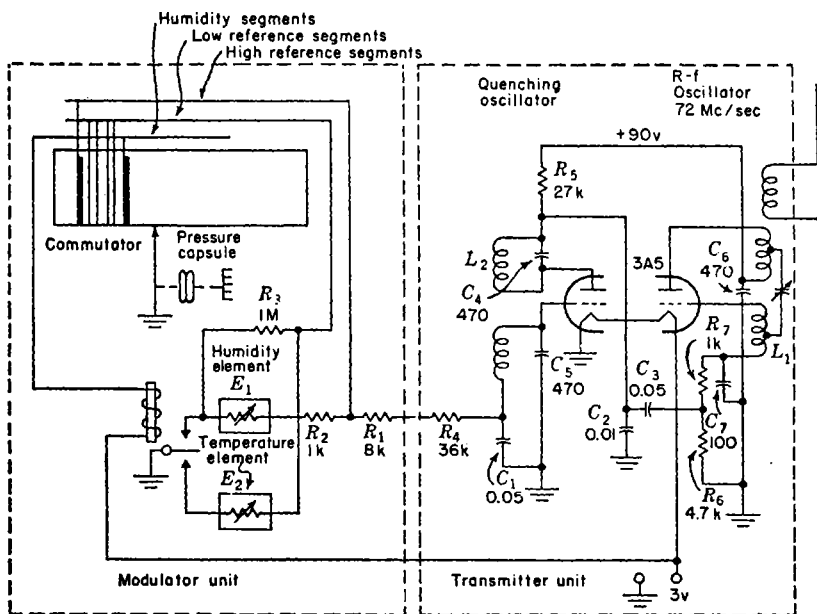 Humidity segments
Low reference segments
High reference segments
Commutator
Pressure
capsule
R3
1M
Humidity
element
E1
Temperature
element
E2
R2
1k
R1
8k
Modulator unit
Quenching
oscillator
R-f
Oscillator
72 Mc/sec
+90v
R5
27k
L2
C4
470
3A5
C6
470
R7
1k
L1
C5
470
C3
0.05
C2
0.01
C7
100
R4
36k
C1
0.05
R6
4.7k
Transmitter unit
3v